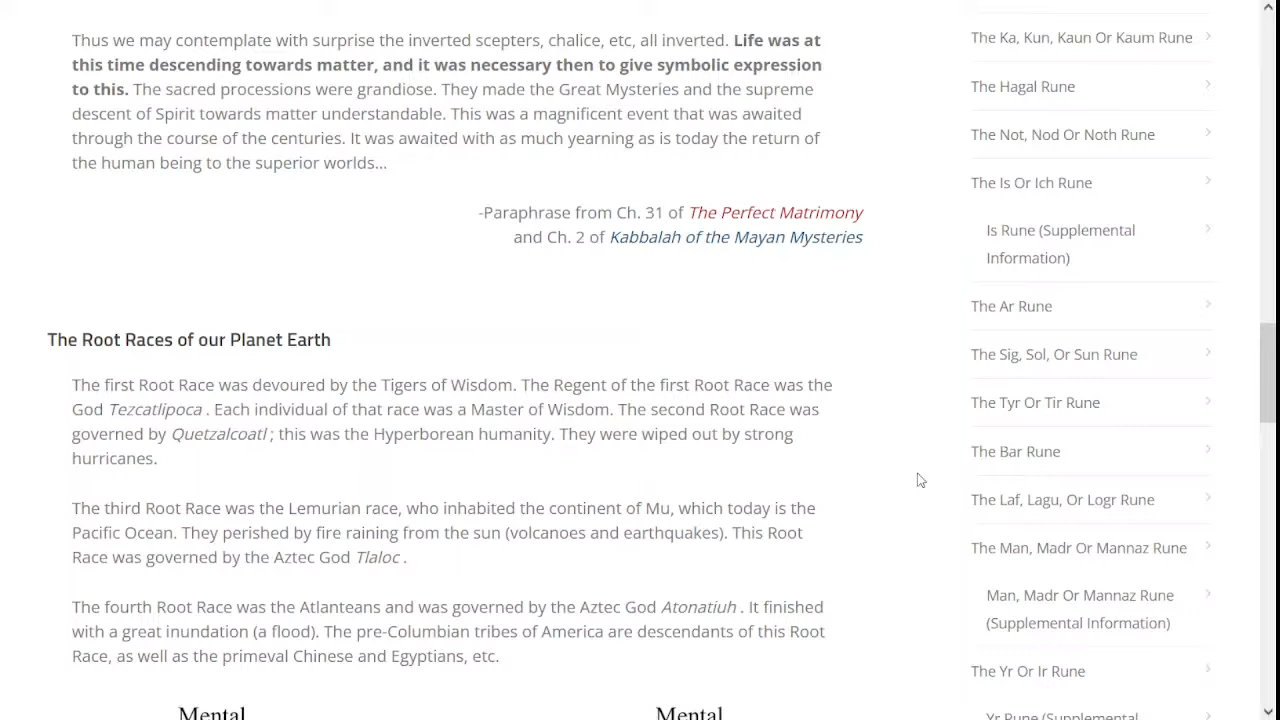 Thus we may contemplate with surprise the inverted scepters, chalice, etc, all inverted. Life was at
this time descending towards matter, and it was necessary then to give symbolic expression
to this. The sacred processions were grandiose. They made the Great Mysteries and the supreme
descent of Spirit towards matter understandable. This was a magnificent event that was awaited
through the course of the centuries. It was awaited with as much yearning as is today the return of
the human being to the superior worlds...
-Paraphrase from Ch. 31 of The Perfect Matrimony
and Ch. 2 of Kabbalah of the Mayan Mysteries
The Root Races of our Planet Earth
The first Root Race was devoured by the Tigers of Wisdom. The Regent of the first Root Race was the
God Tezcatlipoca . Each individual of that race was a Master of Wisdom. The second Root Race was
governed by Quetzalcoatl ; this was the Hyperborean humanity. They were wiped out by strong
hurricanes.
The third Root Race was the Lemurian race, who inhabited the continent of Mu, which today is the
Pacific Ocean. They perished by fire raining from the sun (volcanoes and earthquakes). This Root
Race was governed by the Aztec God Tlaloc .
The fourth Root Race was the Atlanteans and was governed by the Aztec God Atonatiuh . It finished
with a great inundation (a flood). The pre-Columbian tribes of America are descendants of this Root
Race, as well as the primeval Chinese and Egyptians, etc.
Mental
Mental
The Ka, Kun, Kaun Or Kaum Rune
The Hagal Rune
The Not, Nod Or Noth Rune
The Is Or Ich Rune
Is Rune (Supplemental
Information)
The Ar Rune
The Sig, Sol, Or Sun Rune
The Tyr Or Tir Rune
The Bar Rune
The Laf, Lagu, Or Logr Rune
The Man, Madr Or Mannaz Rune
Man, Madr Or Mannaz Rune
(Supplemental Information)
The Yr Or Ir Rune
Yr Rune (Supplemental